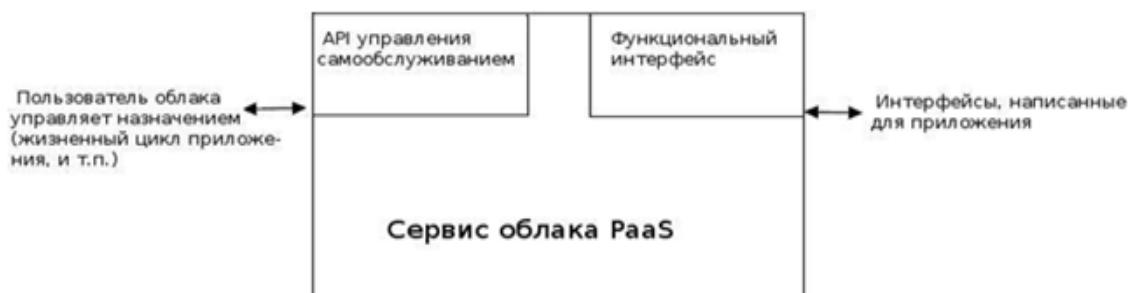 API управления
самообслуживанием
Функциональный
интерфейс
Пользователь облака
управляет назначением
(жизненный цикл приложе-
ния, и т.п.)
Интерфейсы, написанные
для приложения
Сервис облака PaaS